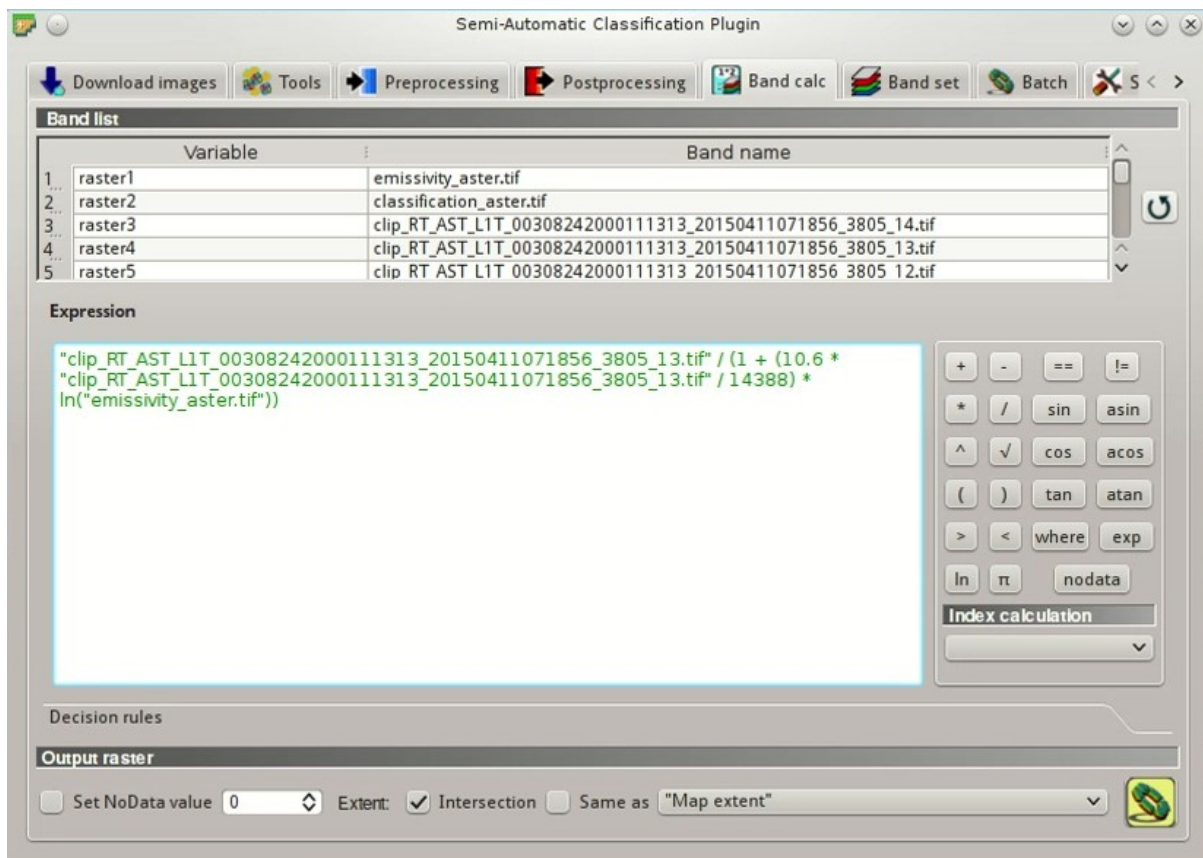 Semi-Automatic Classification Plugin
Download images Tools Preprocessing Postprocessing Band calc Band set Batch S < >
Band list
Variable Band name
1 raster1 emissivity_aster.tif
2 raster2 classification_aster.tif
3 raster3 clip_RT_AST_L1T_00308242000111313_20150411071856_3805_14.tif
4 raster4 clip_RT_AST_L1T_00308242000111313_20150411071856_3805_13.tif
5 raster5 clip_RT_AST_L1T_00308242000111313_20150411071856_3805_12.tif
Expression
"clip_RT_AST_L1T_00308242000111313_20150411071856_3805_13.tif" / (1 + (10.6 *
"clip_RT_AST_L1T_00308242000111313_20150411071856_3805_13.tif" / 14388) *
ln("emissivity_aster.tif"))
+ - == !=
* / sin asin
^ √ cos acos
( ) tan atan
> < where exp
ln π nodata
Index calculation
Decision rules
Output raster
Set NoData value 0 Extent: Intersection Same as "Map extent"